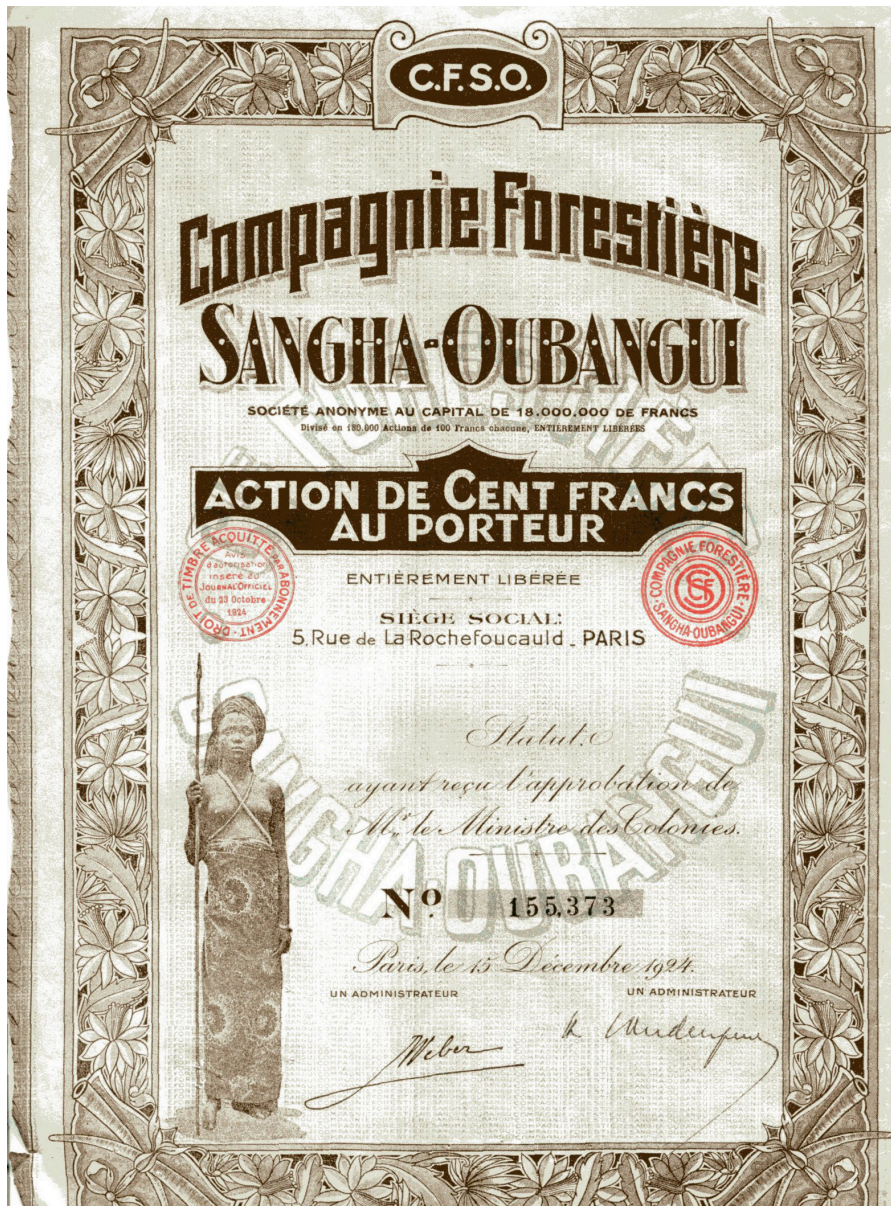 C.F.S.O.
Compagnie Forestière
SANGHA-OUBANGUI
SOCIÉTÉ ANONYME AU CAPITAL DE 18.000.000 DE FRANCS
Divisé en 180.000 Actions de 100 Francs chacune, ENTIEREMENT LIBÉRÉES
ACTION DE CENT FRANCS
AU PORTEUR
DROIT DE TIMBRE ACQUITTÉ PAR ABONNEMENT
Avis
d'autorisation
inséré au
JOURNAL OFFICIEL
du 23 Octobre
1924
COMPAGNIE FORESTIÈRE
SANGHA-OUBANGUI
ENTIÈREMENT LIBÉRÉE
SIÈGE SOCIAL:
5, Rue de La Rochefoucauld - PARIS
Statuts
ayant reçu l'approbation de
Mr. le Ministre des Colonies.
SANGHA-OUBANGUI
No. 155,373
Paris, le 15 Décembre 1924.
UN ADMINISTRATEUR
UN ADMINISTRATEUR
Weber